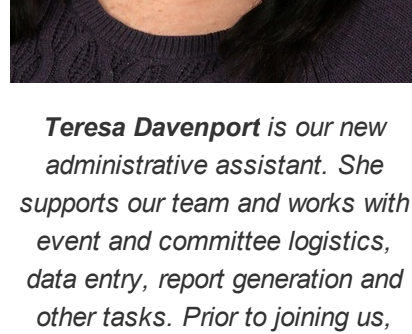 Teresa Davenport is our new
administrative assistant. She
supports our team and works with
event and committee logistics,
data entry, report generation and
other tasks. Prior to joining us,